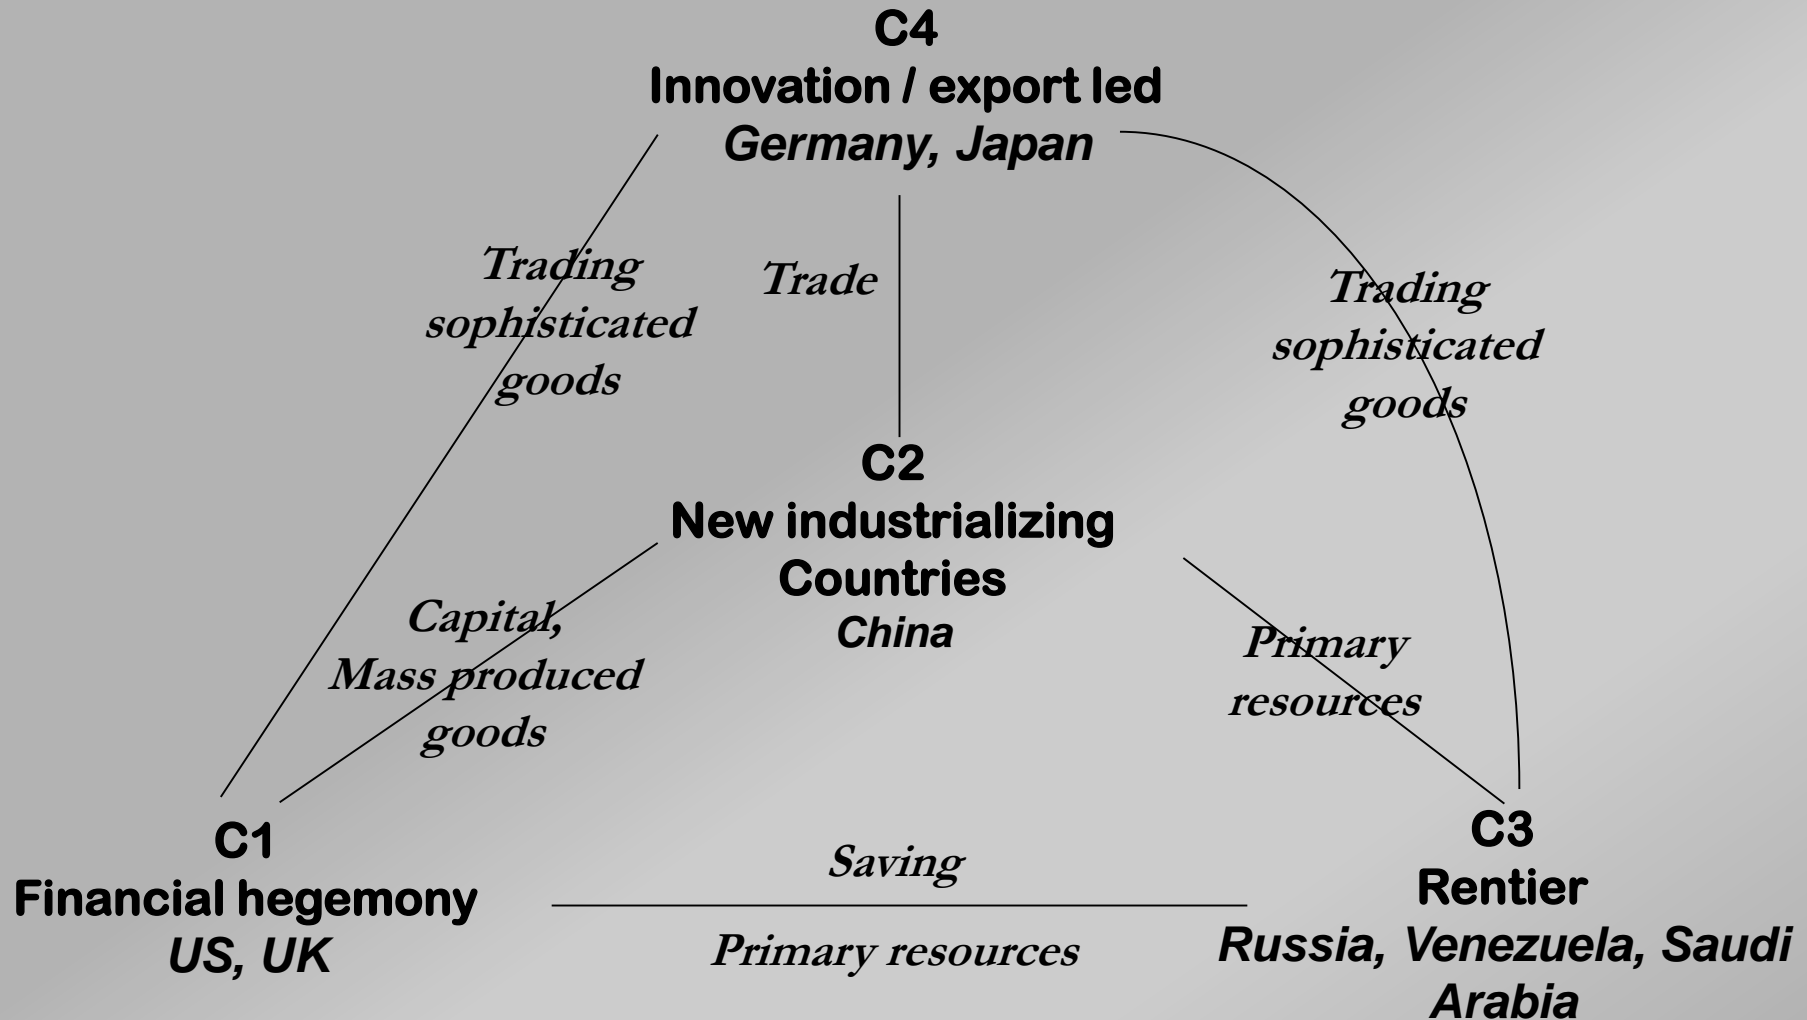 C4
Innovation / export led
Germany, Japan
Trading
sophisticated
goods
Trade
Trading
sophisticated
goods
C2
New industrializing
Countries
China
Capital,
Mass produced
goods
Primary
resources
C1
Financial hegemony
US, UK
Saving
Primary resources
C3
Rentier
Russia, Venezuela, Saudi
Arabia